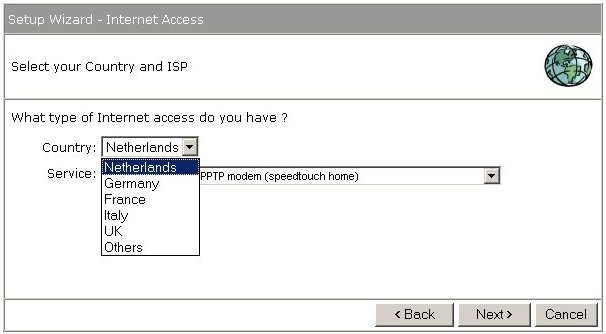 Setup Wizard - Internet Access
Select your Country and ISP
What type of Internet access do you have ?
Country: Netherlands
Netherlands
Service: PPTP modem (speedtouch home)
Germany
France
Italy
UK
Others
< Back Next > Cancel